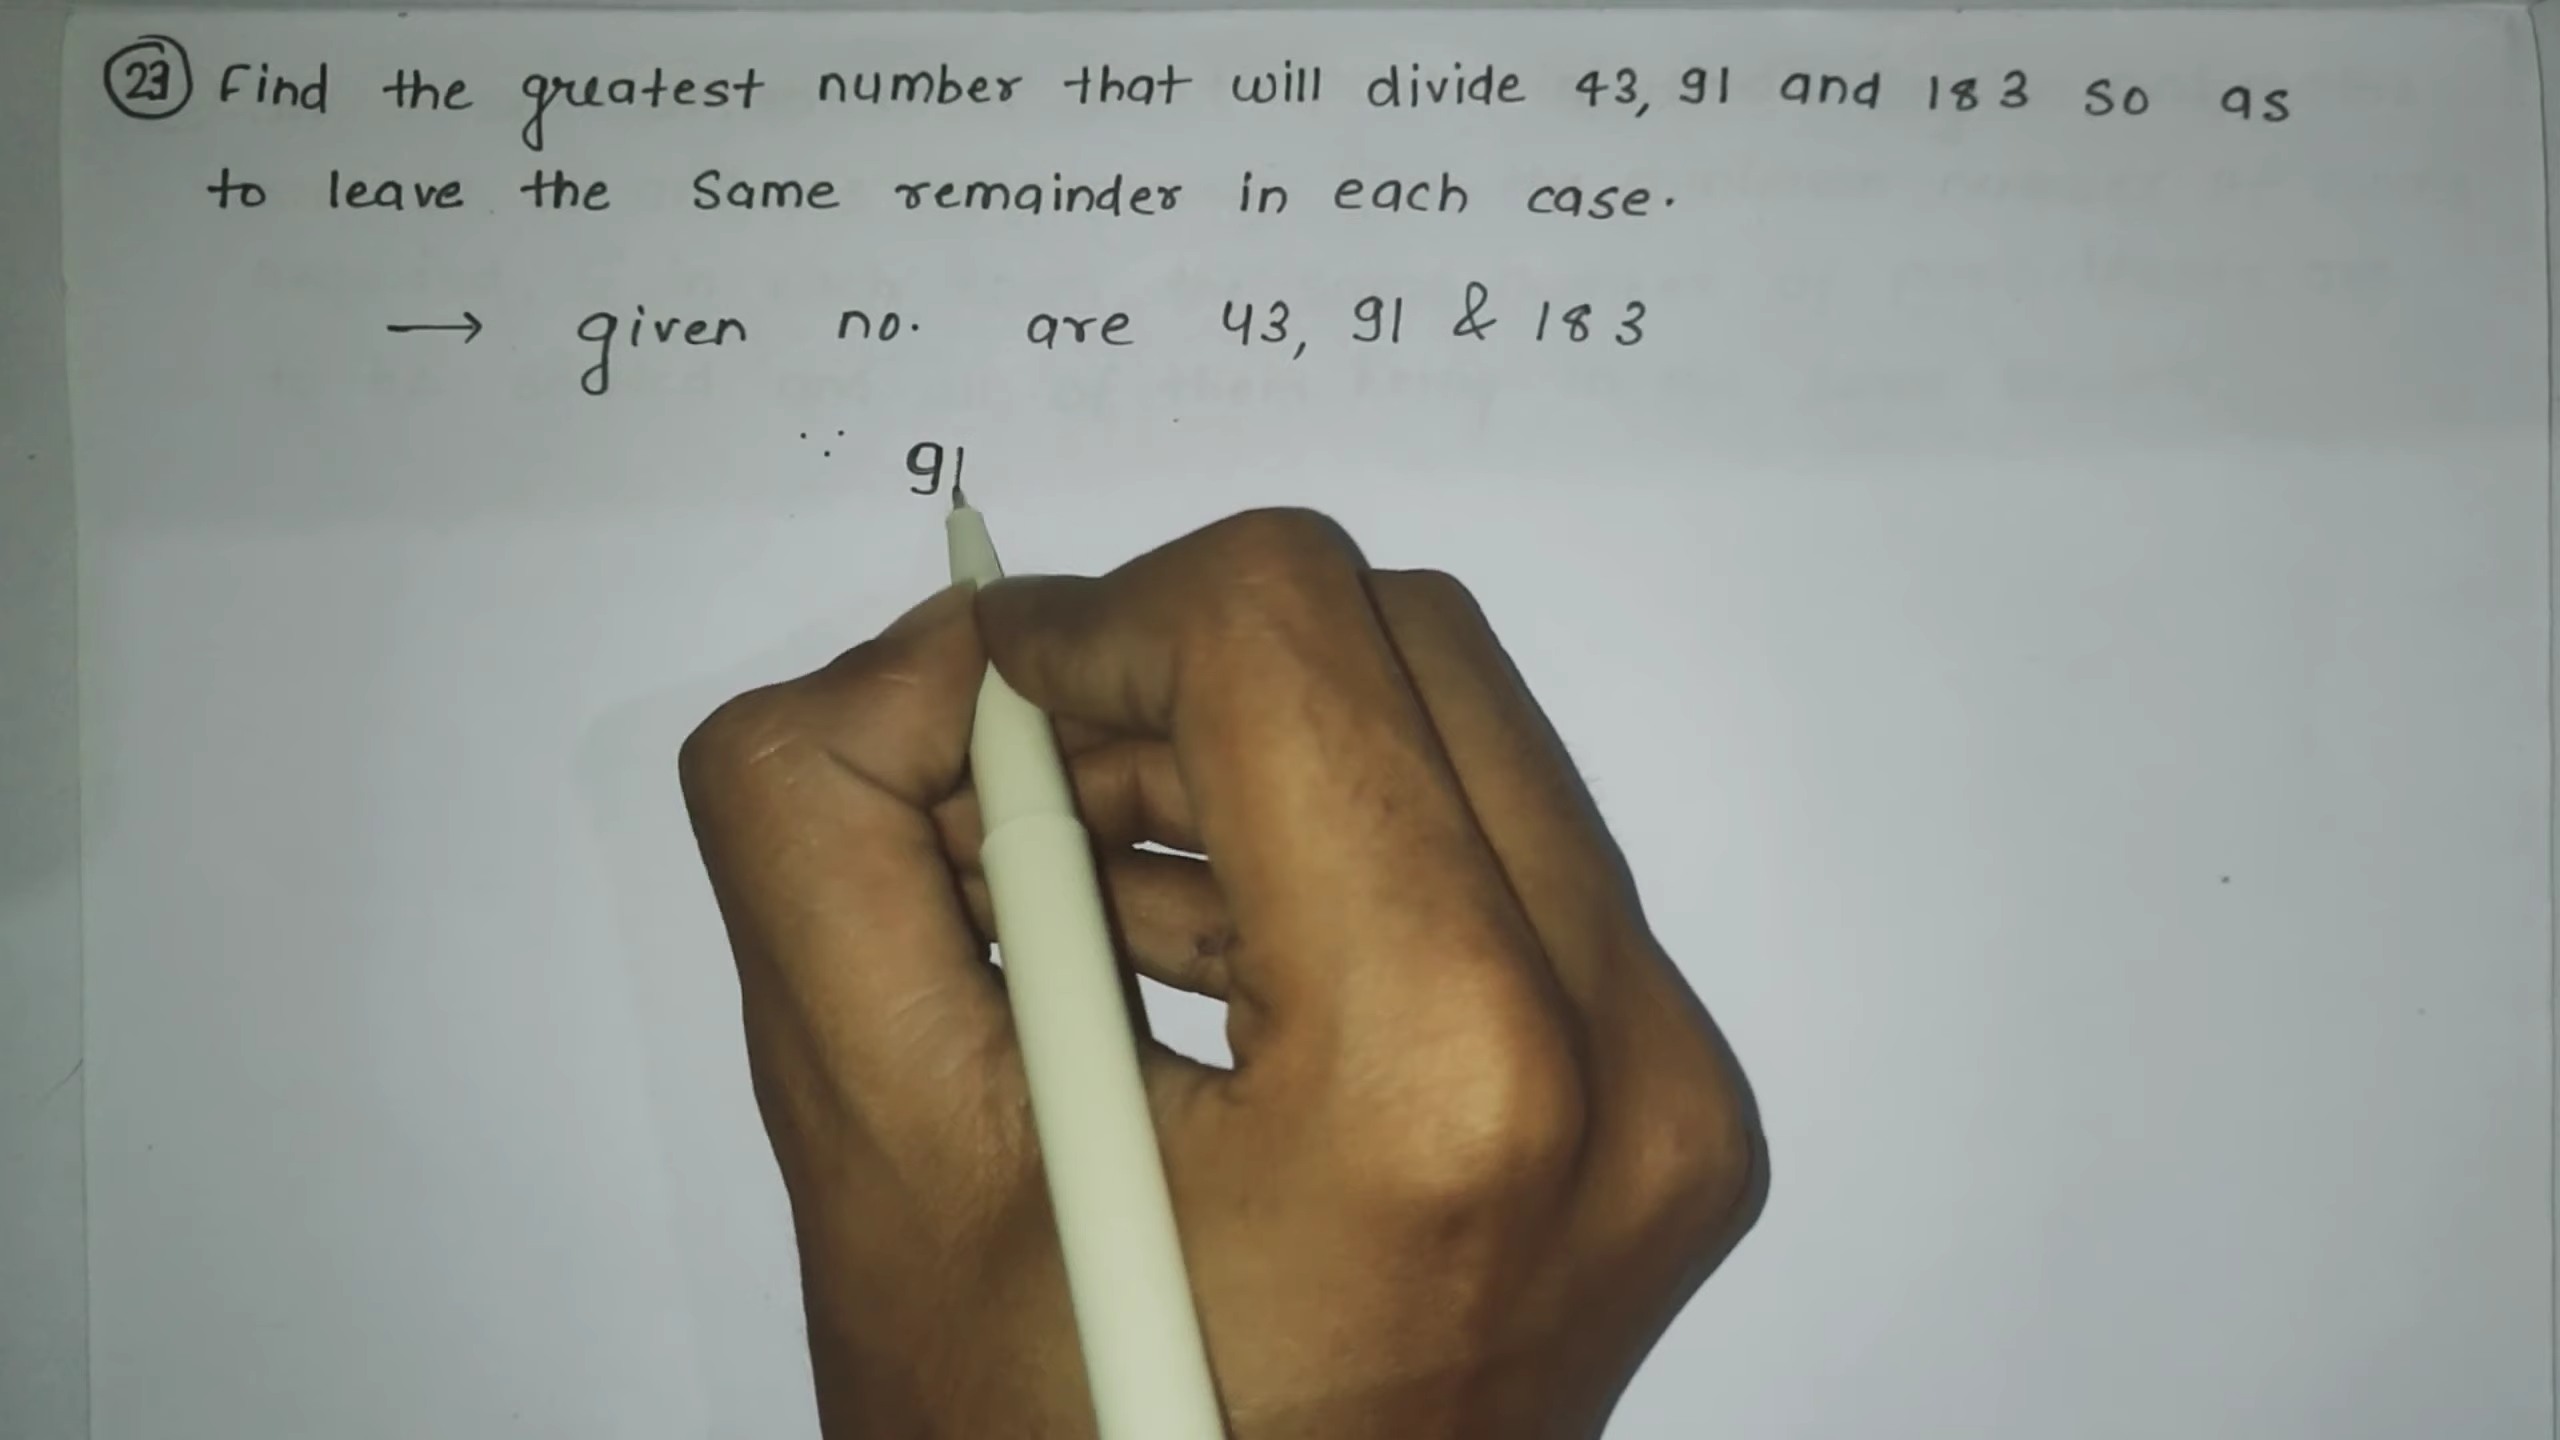 23 Find the greatest number that will divide 43, 91 and 183 so as
to leave the same remainder in each case.
→ given no. are 43, 91 & 183
∵ 91